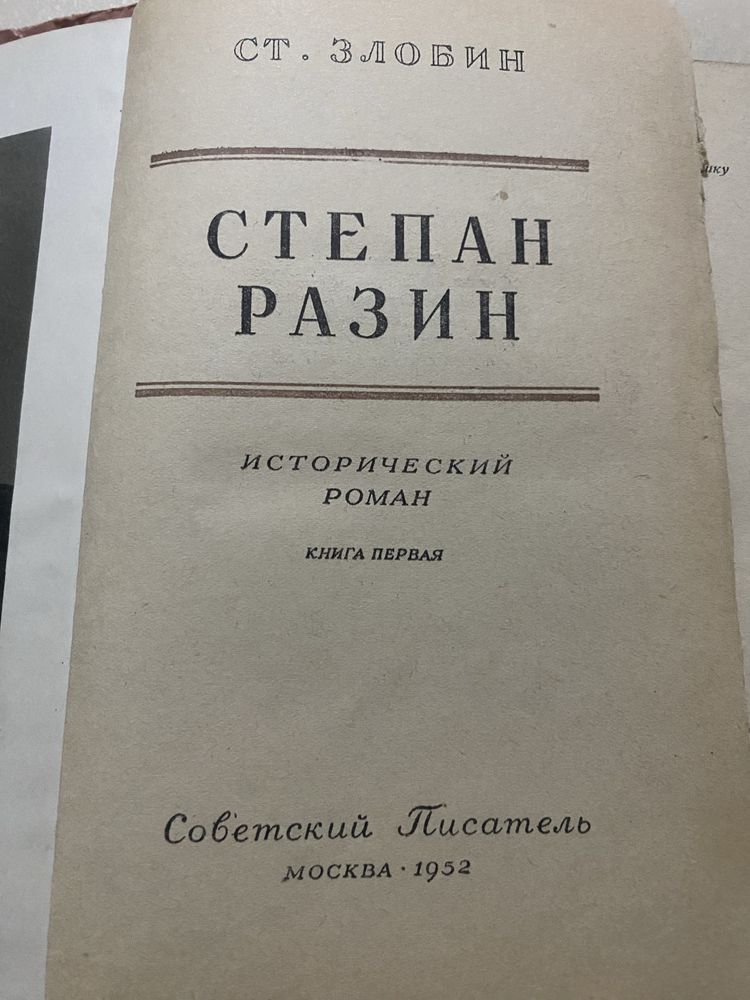 СТ. ЗЛОБИН
СТЕПАН
РАЗИН
ИСТОРИЧЕСКИЙ
РОМАН
КНИГА ПЕРВАЯ
Советский Писатель
МОСКВА · 1952